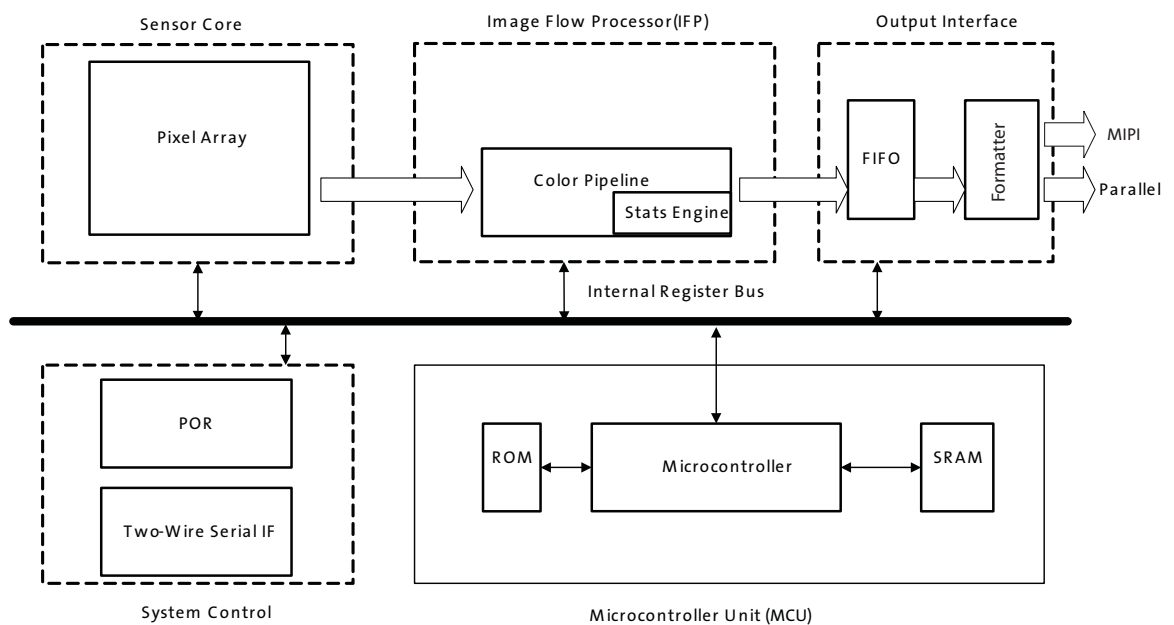 Sensor Core
Image Flow Processor(IFP)
Output Interface
Pixel Array
Color Pipeline
Stats Engine
FIFO
Formatter
MIPI
Parallel
Internal Register Bus
POR
Two-Wire Serial IF
ROM
Microcontroller
SRAM
System Control
Microcontroller Unit (MCU)